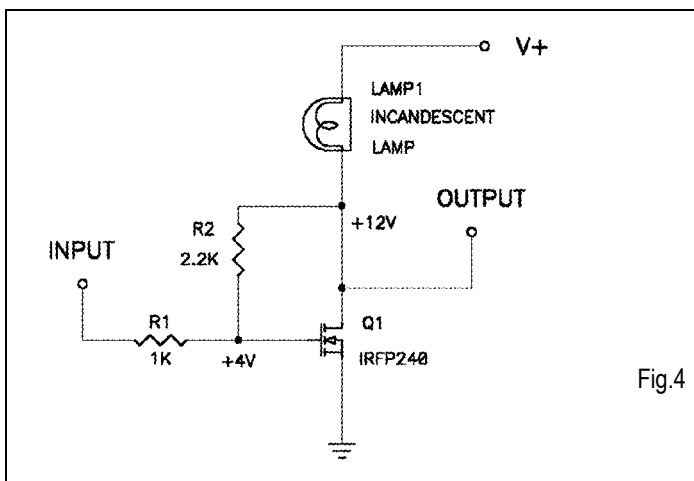 V+
LAMP1
INCANDESCENT
LAMP
OUTPUT
+12V
R2
2.2K
INPUT
R1
1K
+4V
Q1
IRFP240
Fig.4